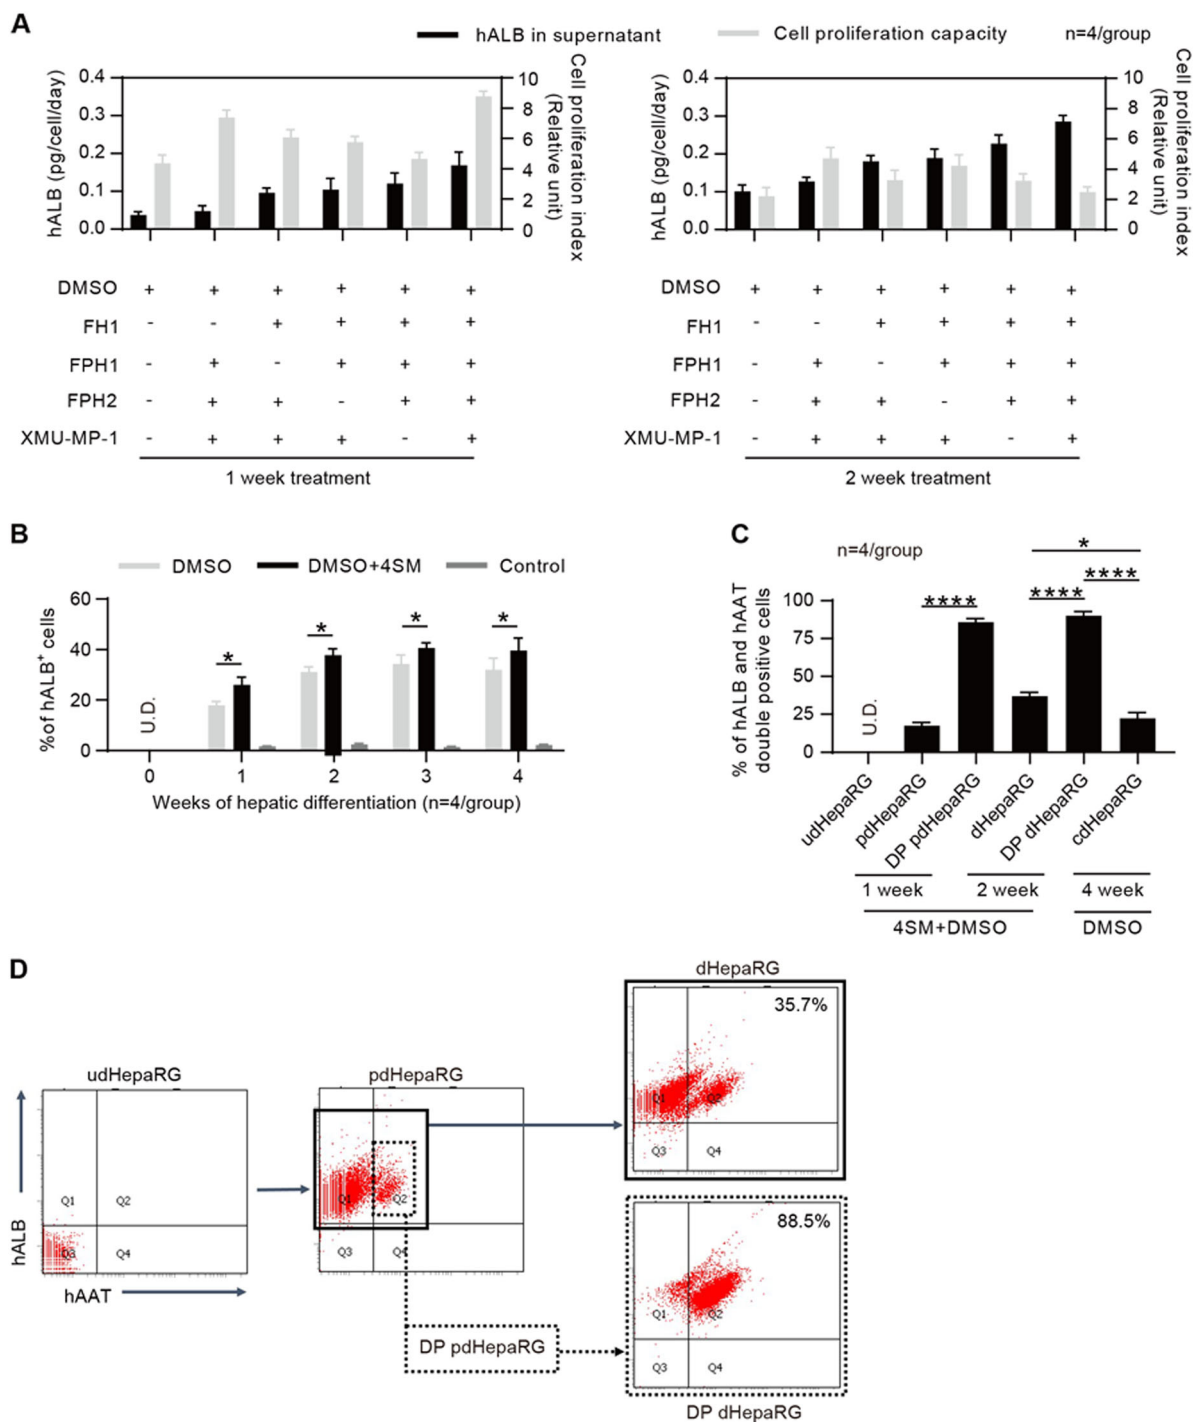 A
hALB in supernatant
Cell proliferation capacity
n=4/group
hALB (pg/cell/day)
0.4
0.3
0.2
0.1
0.0
10
8
6
4
2
0
Cell proliferation index
(Relative unit)
DMSO + + + + + +
FH1 - - + + + +
FPH1 - + - + + +
FPH2 - + + - + +
XMU-MP-1 - + + + - +
1 week treatment
hALB (pg/cell/day)
0.4
0.3
0.2
0.1
0.0
10
8
6
4
2
0
Cell proliferation index
(Relative unit)
DMSO + + + + + +
FH1 - - + + + +
FPH1 - + - + + +
FPH2 - + + - + +
XMU-MP-1 - + + + - +
2 week treatment
B
DMSO
DMSO+4SM
Control
%of hALB+ cells
60
40
20
0
U.D.
* * * *
0 1 2 3 4
Weeks of hepatic differentiation (n=4/group)
C
n=4/group
% of hALB and hAAT
double positive cells
100
75
50
25
0
U.D.
*
****
****
****
udHepaRG
pdHepaRG
DP pdHepaRG
dHepaRG
DP dHepaRG
cdHepaRG
1 week 2 week 4 week
4SM+DMSO DMSO
D
udHepaRG
Q1 Q2
Q3 Q4
hALB
hAAT
pdHepaRG
Q1 Q2
Q3 Q4
DP pdHepaRG
dHepaRG
35.7%
Q1 Q2
Q3 Q4
88.5%
Q1 Q2
Q3 Q4
DP dHepaRG